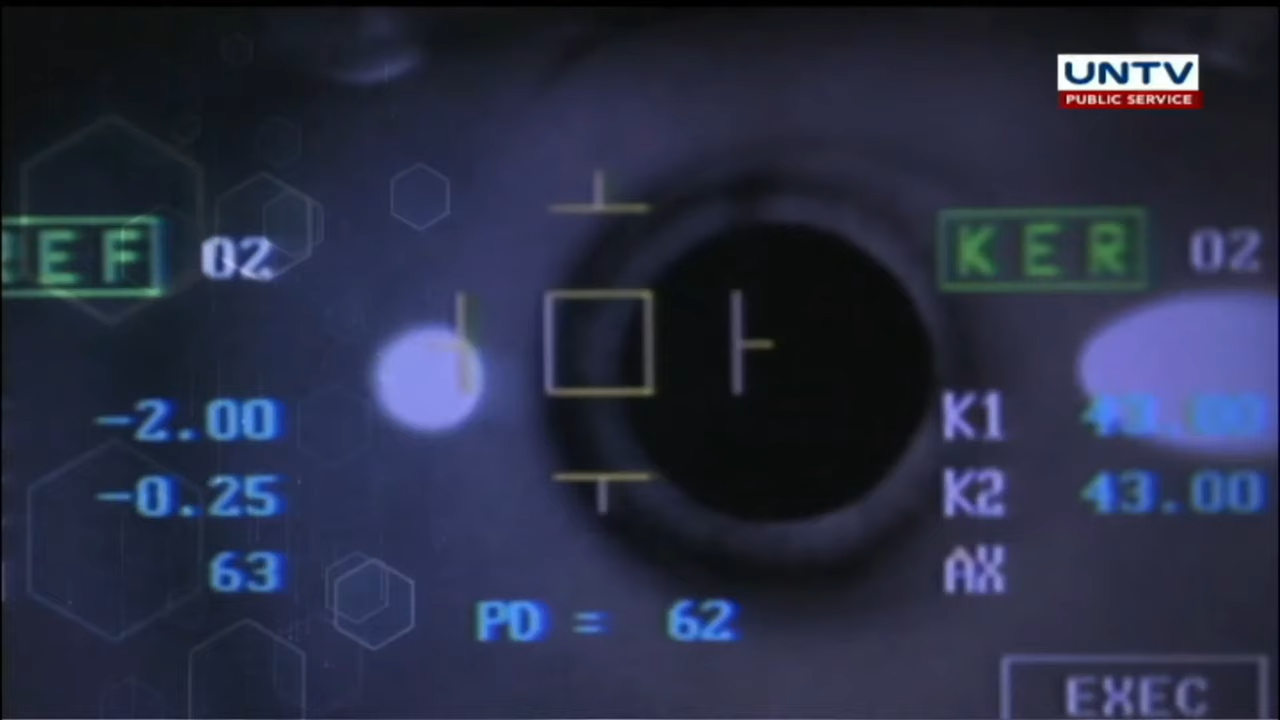 UNTV
PUBLIC SERVICE
EF 02
KER 02
-2.00
-0.25
63
PD = 62
K1
K2 43.00
AX
EXEC